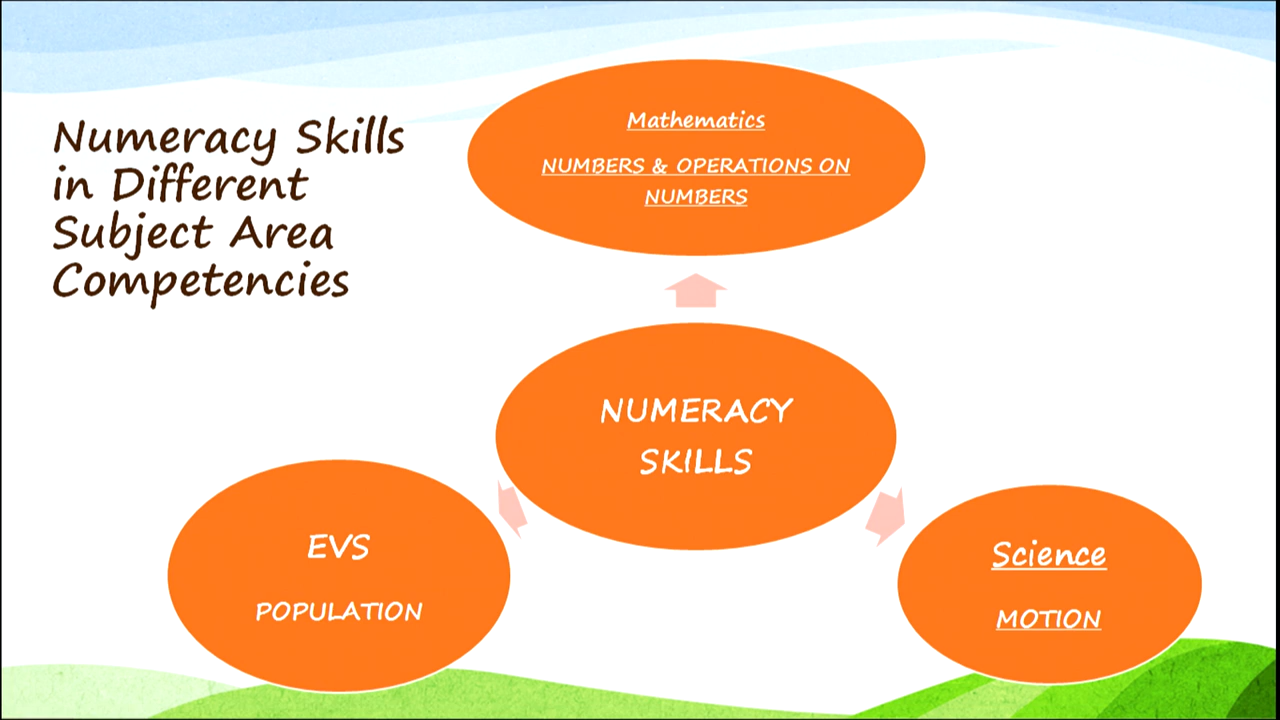 Numeracy Skills
in Different
Subject Area
Competencies
Mathematics
NUMBERS & OPERATIONS ON
NUMBERS
NUMERACY
SKILLS
EVS
POPULATION
Science
MOTION